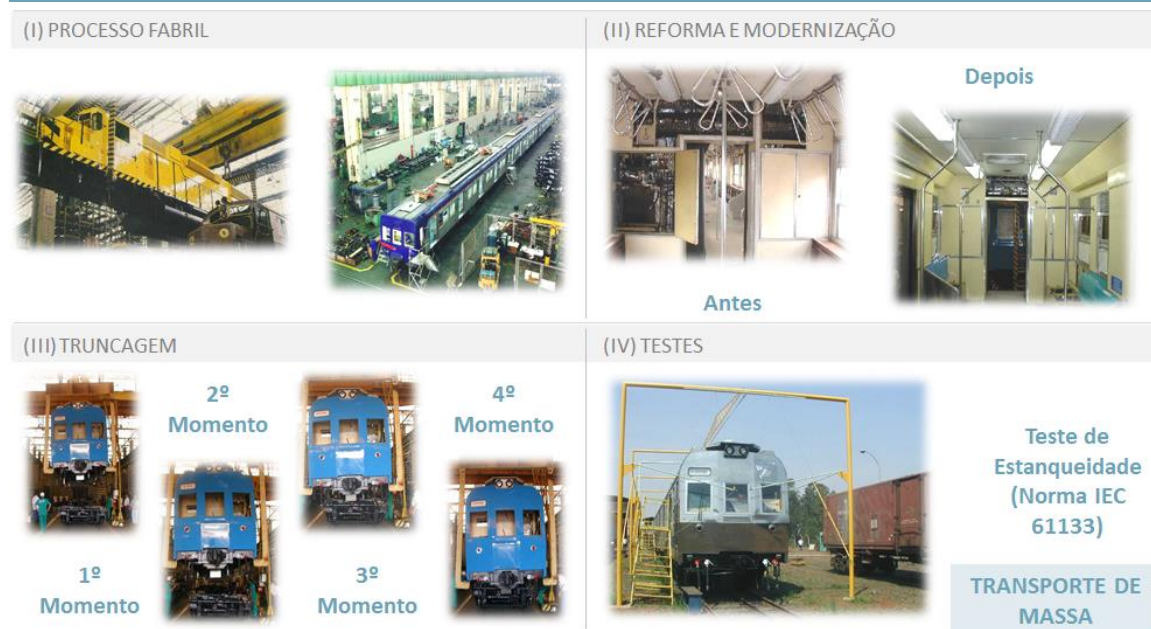 (I) PROCESSO FABRIL
(II) REFORMA E MODERNIZAÇÃO
Depois
Antes
(III) TRUNCAGEM
2º
Momento
4º
Momento
1º
Momento
3º
Momento
(IV) TESTES
Teste de
Estanqueidade
(Norma IEC
61133)
TRANSPORTE DE
MASSA